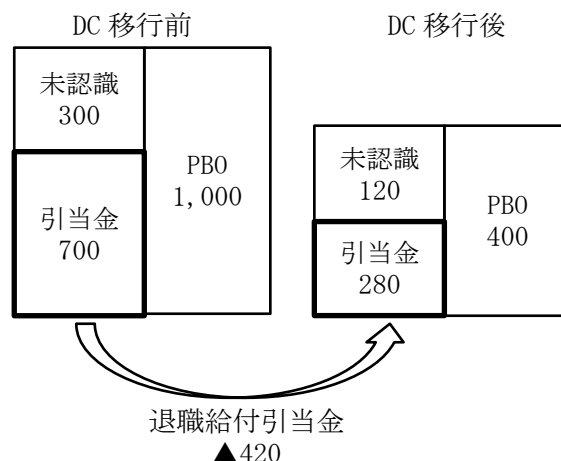 DC 移行前
DC 移行後
未認識
300
引当金
700
PBO
1,000
未認識
120
引当金
280
PBO
400
退職給付引当金
▲420